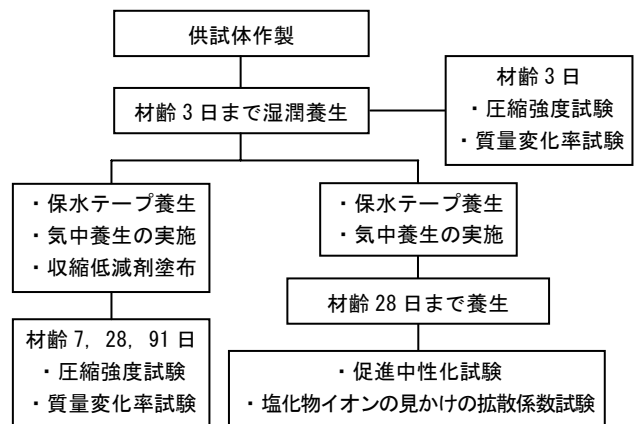 供試体作製
材齢 3 日
・圧縮強度試験
・質量変化率試験
材齢 3 日まで湿潤養生
・保水テープ養生
・気中養生の実施
・収縮低減剤塗布
・保水テープ養生
・気中養生の実施
材齢 28 日まで養生
材齢 7, 28, 91 日
・圧縮強度試験
・質量変化率試験
・促進中性化試験
・塩化物イオンの見かけの拡散係数試験